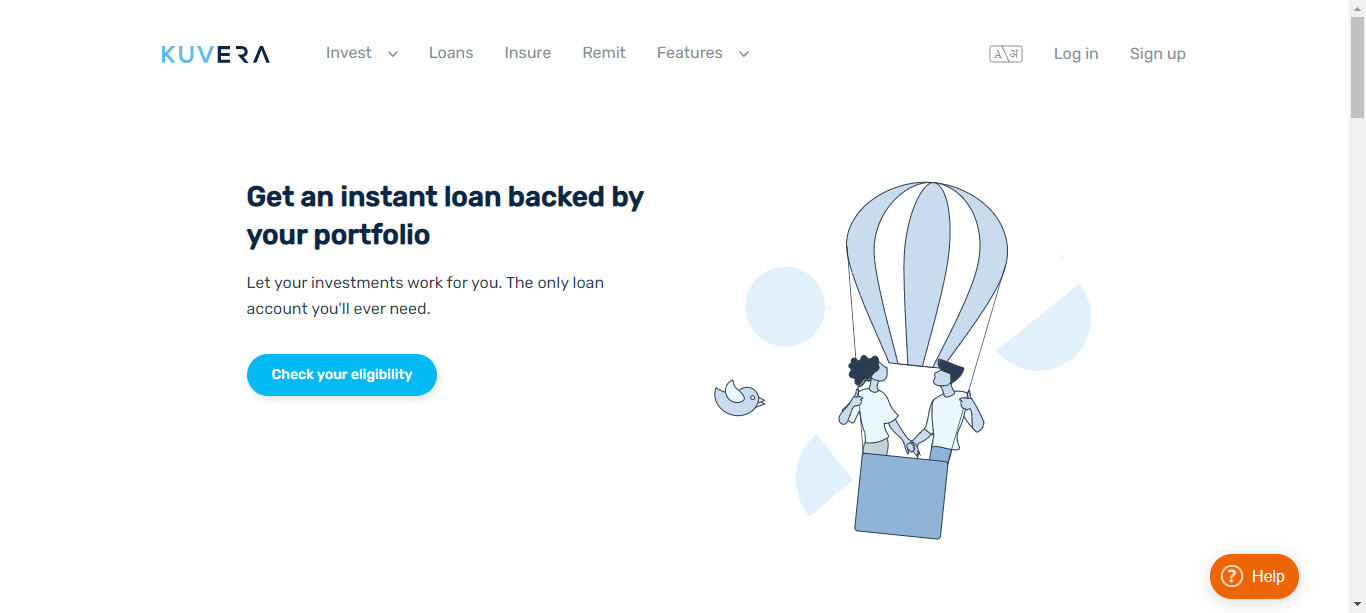 KUVERA
Invest
Loans
Insure
Remit
Features
A अ
Log in
Sign up
Get an instant loan backed by
your portfolio
Let your investments work for you. The only loan
account you'll ever need.
Check your eligibility
? Help